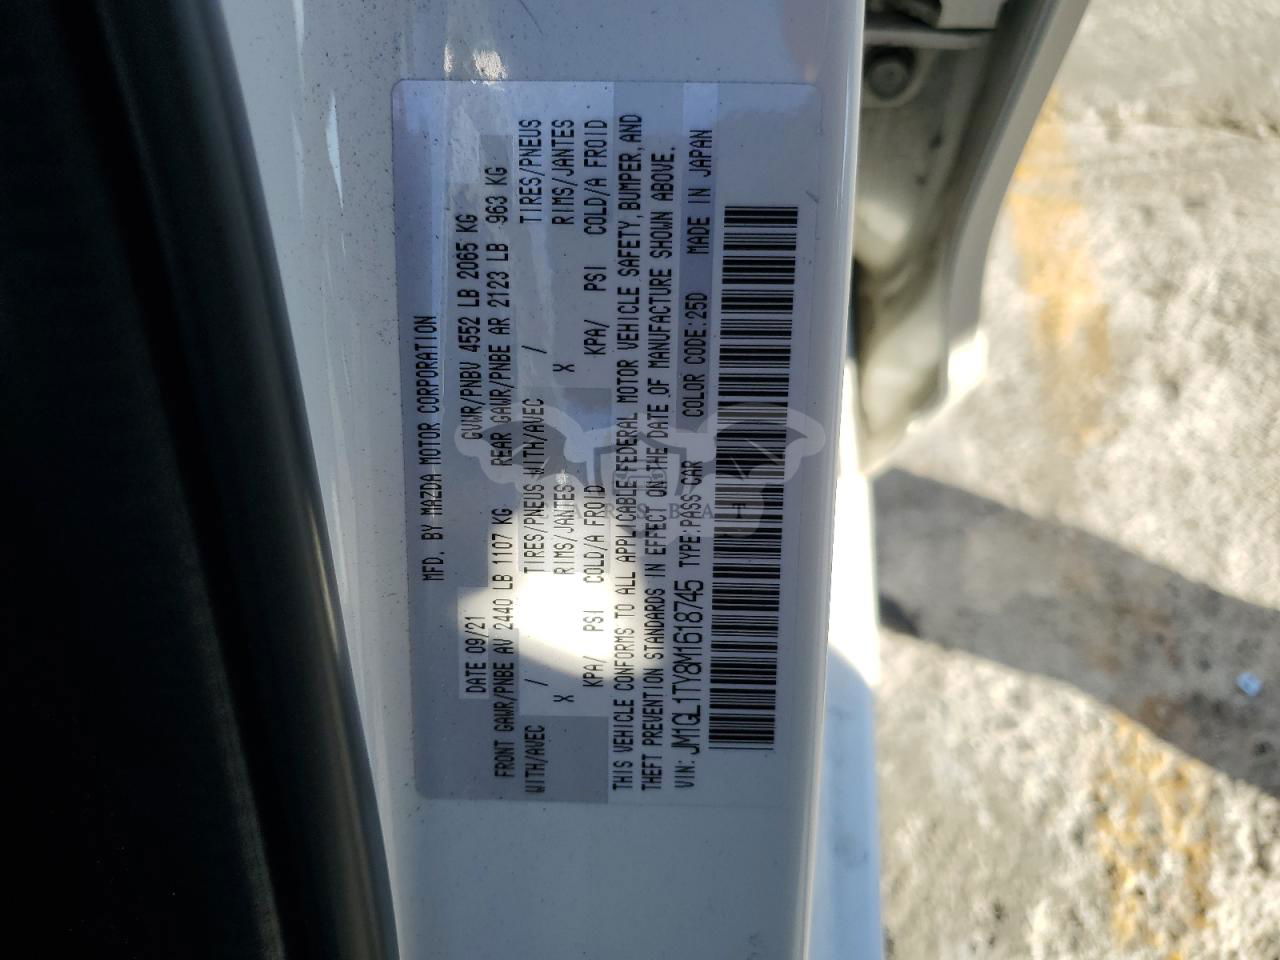 MFD. BY MAZDA MOTOR CORPORATION
DATE 09/21 GVWR/PNBV 4552 LB 2065 KG
FRONT GAWR/PNBE AV 2440 LB 1107 KG REAR GAWR/PNBE AR 2123 LB 963 KG
WITH/AVEC / TIRES/PNEUS WITH/AVEC / TIRES/PNEUS
X RIMS/JANTES X RIMS/JANTES
KPA/ PSI COLD/A FROID KPA/ PSI COLD/A FROID
THIS VEHICLE CONFORMS TO ALL APPLICABLE FEDERAL MOTOR VEHICLE SAFETY, BUMPER, AND
THEFT PREVENTION STANDARDS IN EFFECT ON THE DATE OF MANUFACTURE SHOWN ABOVE.
VIN: JM1GL1TY8M1618745 TYPE:PASS CAR COLOR CODE:25D MADE IN JAPAN